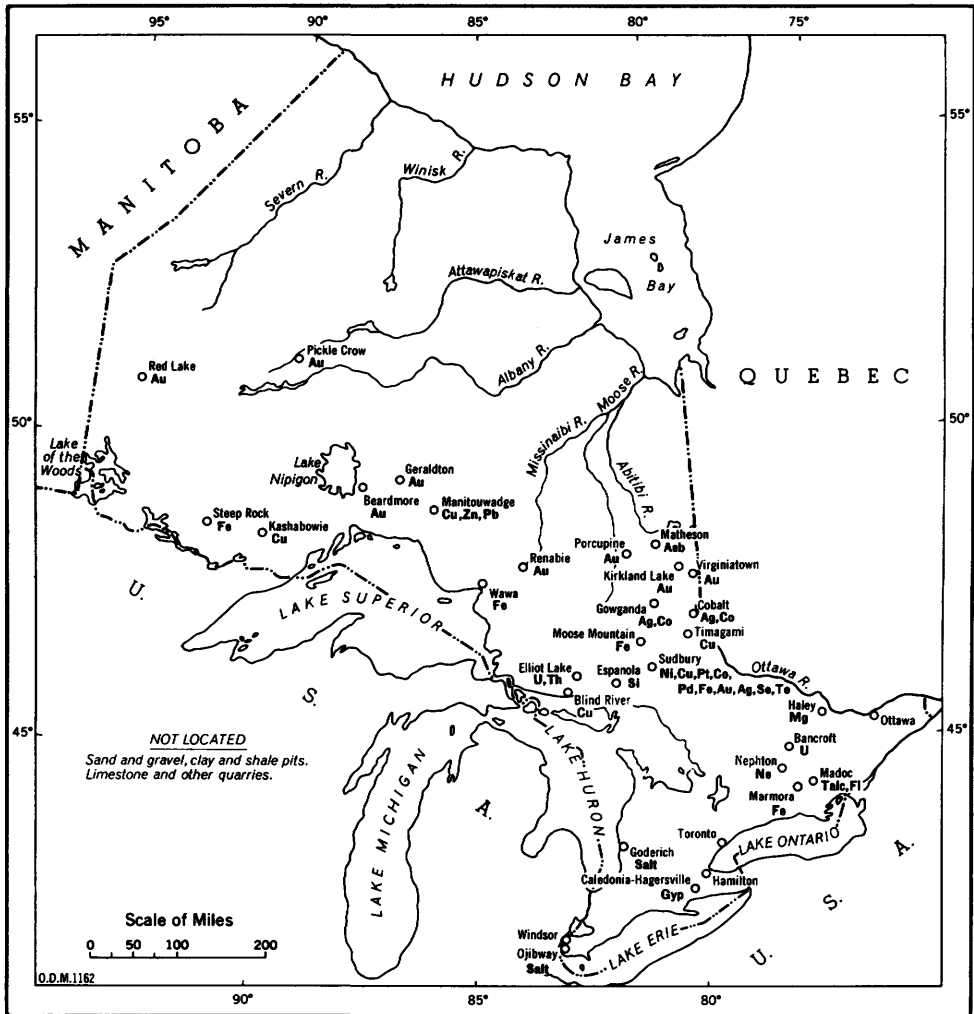 95°
90°
85°
80°
75°
HUDSON BAY
55°
55°
MANITOBA
Severn R.
Winisk R.
James
Bay
Attawapiskat R.
Pickle Crow
Au
Red Lake
Au
Albany R.
Moose R.
QUEBEC
50°
50°
Missinaibi R.
Abitibi R.
Lake
of the
Woods
Lake
Nipigon
Geraldton
Au
Beardmore
Au
Manitouwadge
Cu,Zn,Pb
Steep Rock
Fe
Kashabowie
Cu
Matheson
Asb
Porcupine
Au
Renabie
Au
Kirkland Lake
Au
Virginiatown
Au
Wawa
Fe
U.
LAKE SUPERIOR
Gowganda
Ag,Co
Cobalt
Ag,Co
Moose Mountain
Fe
Timagami
Cu
Elliot Lake
U,Th
Espanola
Si
Sudbury
Ni,Cu,Pt,Co,
Pd,Fe,Au,Ag,Se,Te
Ottawa R.
S.
Blind River
Cu
Haley
Mg
Ottawa
45°
45°
NOT LOCATED
Sand and gravel, clay and shale pits.
Limestone and other quarries.
Bancroft
U
Nephton
Ne
Madoc
Talc,Fl
Marmora
Fe
LAKE MICHIGAN
A.
LAKE HURON
Toronto
LAKE ONTARIO
A.
Goderich
Salt
Caledonia-Hagersville
Gyp
Hamilton
S.
Scale of Miles
0 50 100 200
Windsor
Ojibway
Salt
LAKE ERIE
U.
O.D.M.1162
90°
85°
80°